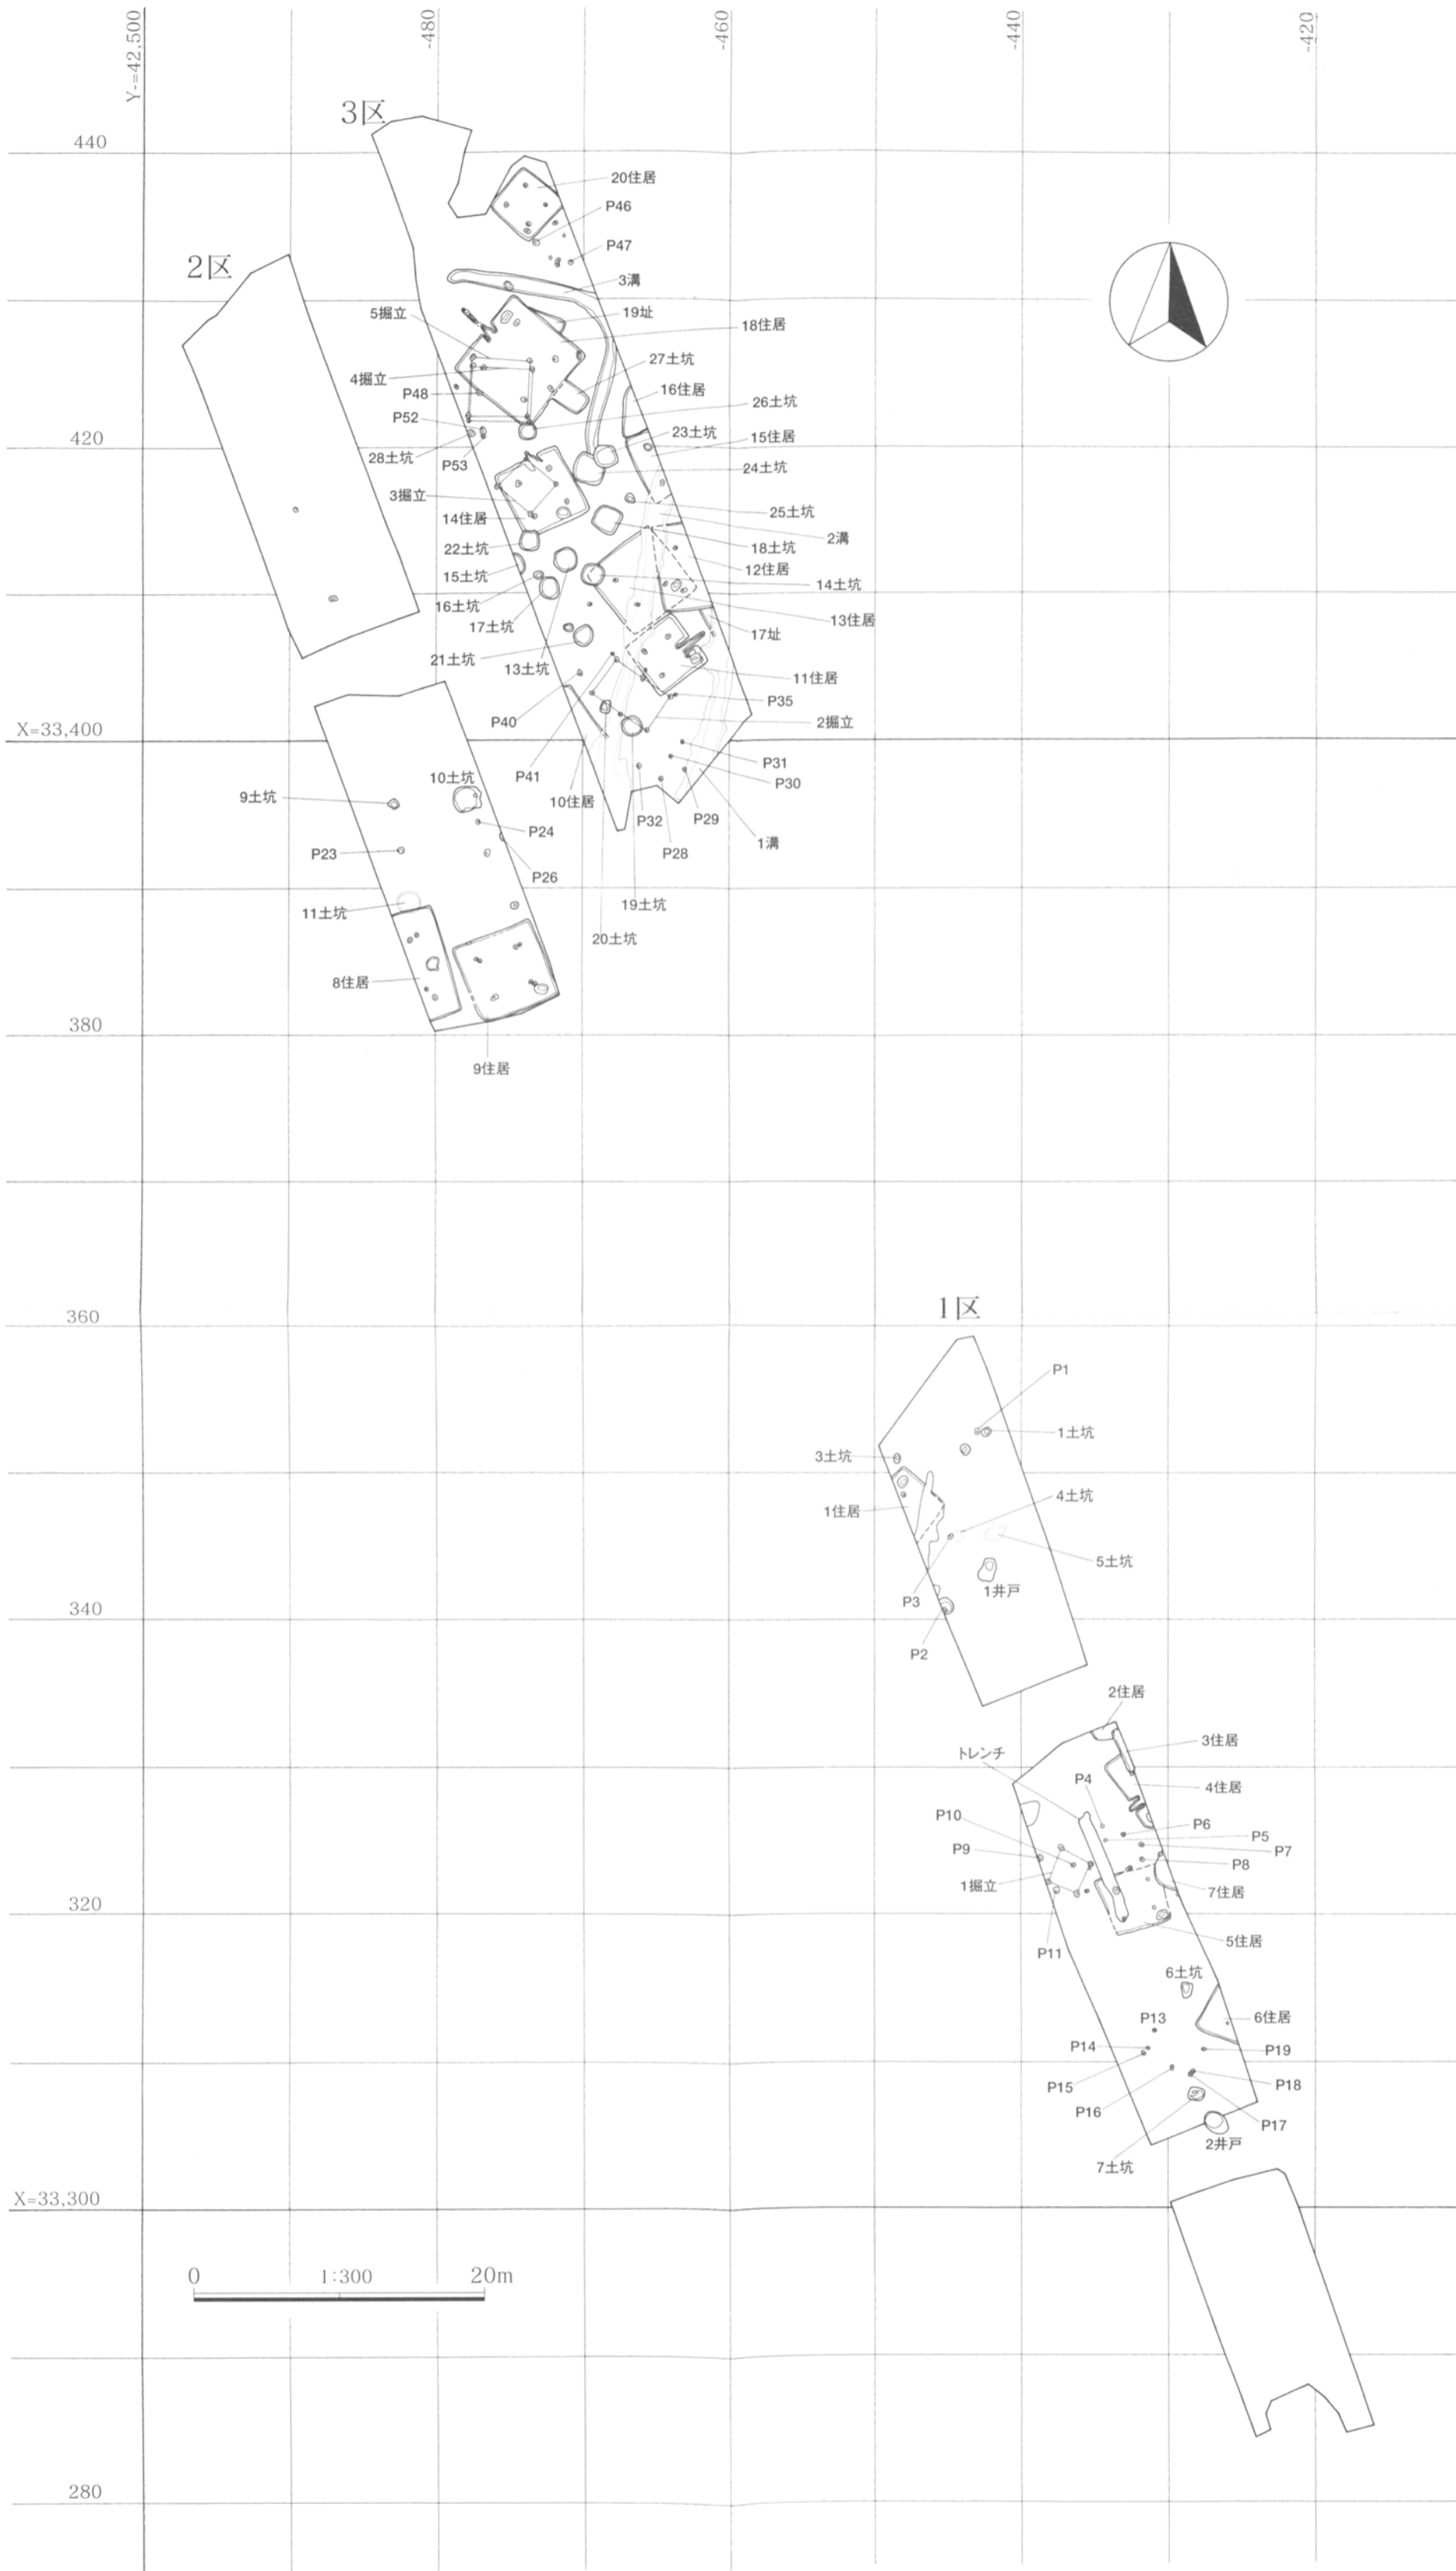 Y-=42,500
-480
-460
-440
-420
3区
440
20住居
P46
P47
2区
3溝
19址
5掘立
18住居
27土坑
4掘立
16住居
P48
26土坑
P52
23土坑
420
15住居
28土坑
P53
24土坑
3掘立
25土坑
14住居
2溝
22土坑
18土坑
12住居
15土坑
14土坑
16土坑
13住居
17土坑
17址
21土坑
13土坑
11住居
P35
P40
2掘立
X=33,400
P31
P41
10土坑
P30
9土坑
10住居
P32
P29
P24
1溝
P23
P28
P26
19土坑
11土坑
20土坑
8住居
380
9住居
360
1区
P1
1土坑
3土坑
4土坑
1住居
5土坑
1井戸
P3
340
P2
2住居
3住居
トレンチ
P4
4住居
P10
P6
P5
P9
P7
P8
1掘立
7住居
320
5住居
P11
6土坑
P13
6住居
P14
P19
P15
P18
P16
P17
2井戸
7土坑
X=33,300
0
1:300
20m
280